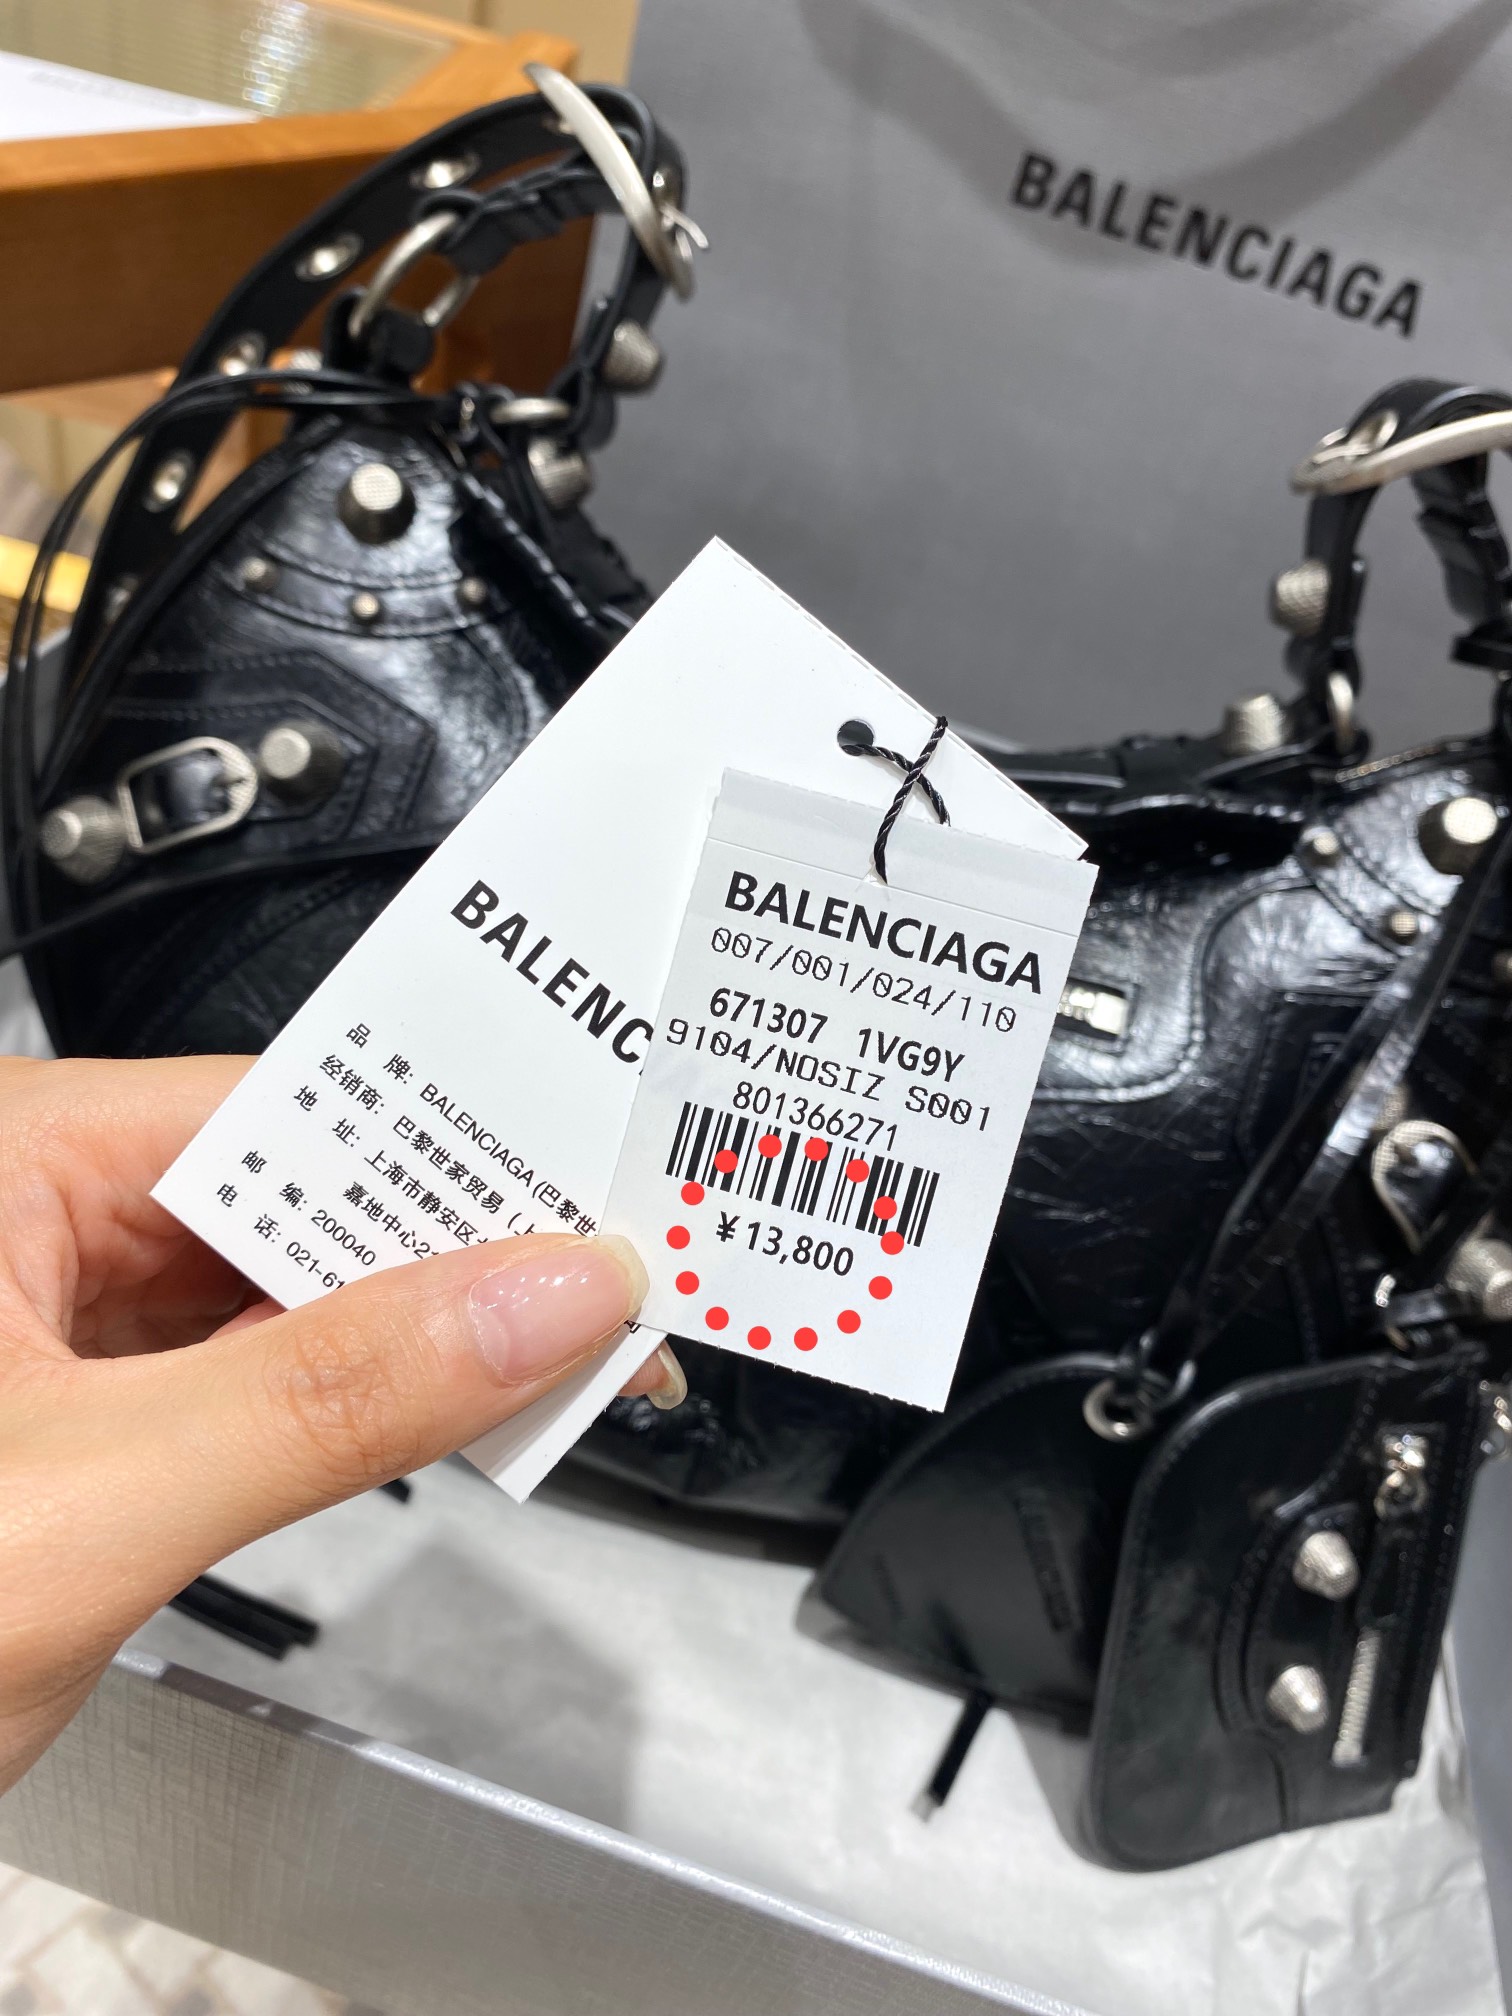 BALENCIAGA
BALENCIAGA
007/001/024/110
671307 1VG9Y
9104/NOSIZ S001
801366271
¥13,800
BALENC
品 牌: BALENCIAGA(巴黎世
经销商: 巴黎世家贸易（上
地 址: 上海市静安区
嘉地中心2
邮 编: 200040
电 话: 021-61